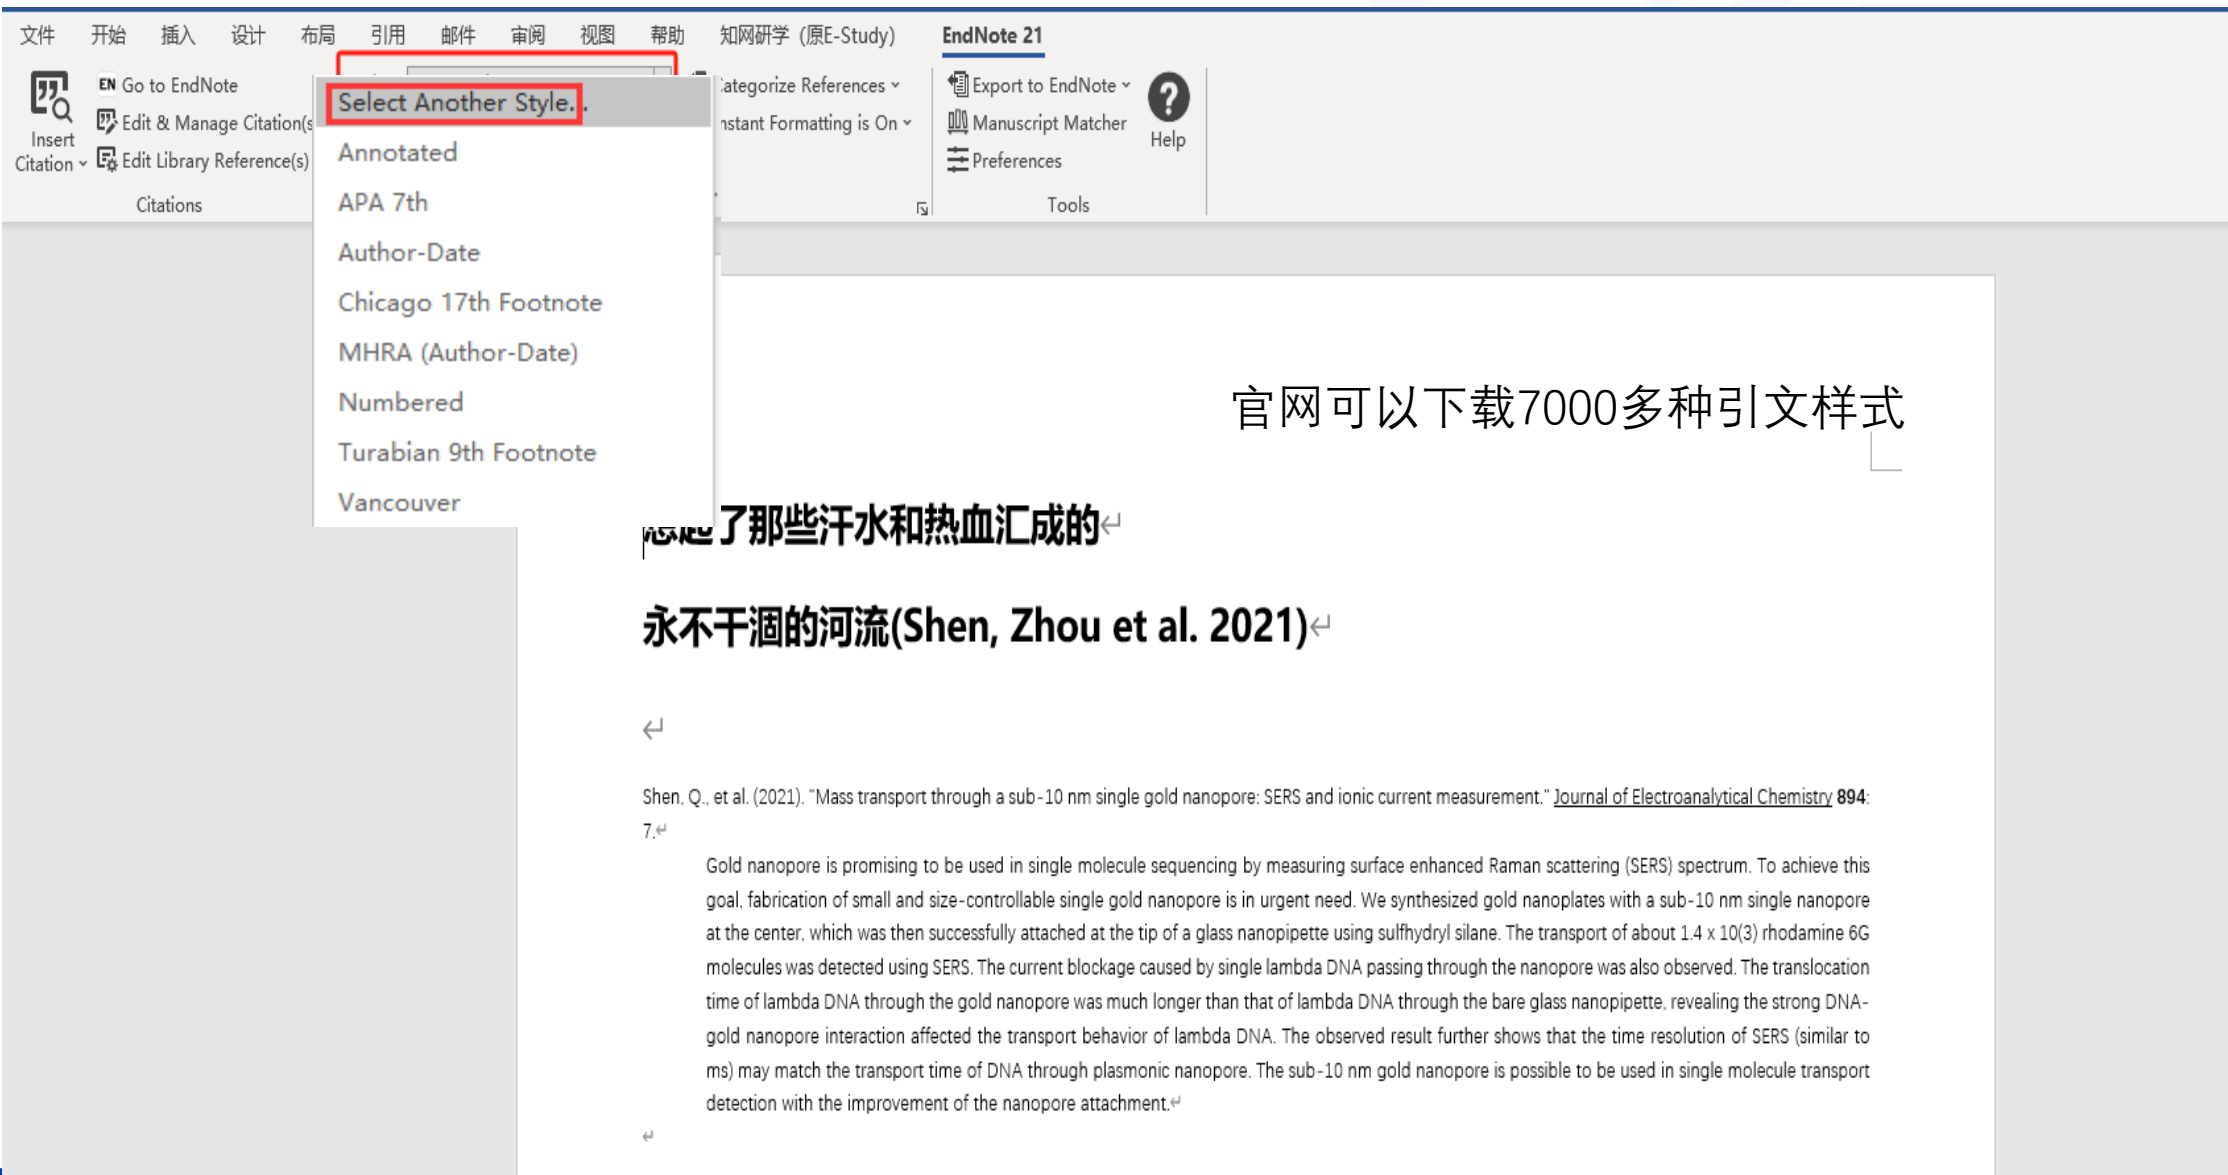 文件 开始 插入 设计 布局 引用 邮件 审阅 视图 帮助 知网研学 (原E-Study) EndNote 21
Insert
Citation
EN Go to EndNote
Edit & Manage Citation(s
Edit Library Reference(s)
Citations
Select Another Style...
Annotated
APA 7th
Author-Date
Chicago 17th Footnote
MHRA (Author-Date)
Numbered
Turabian 9th Footnote
Vancouver
ategorize References
nstant Formatting is On
Export to EndNote
Manuscript Matcher
Preferences
Tools
Help
官网可以下载7000多种引文样式
了那些汗水和热血汇成的
永不干涸的河流(Shen, Zhou et al. 2021)
Shen, Q., et al. (2021). "Mass transport through a sub-10 nm single gold nanopore: SERS and ionic current measurement." Journal of Electroanalytical Chemistry 894:
7.
Gold nanopore is promising to be used in single molecule sequencing by measuring surface enhanced Raman scattering (SERS) spectrum. To achieve this
goal, fabrication of small and size-controllable single gold nanopore is in urgent need. We synthesized gold nanoplates with a sub-10 nm single nanopore
at the center, which was then successfully attached at the tip of a glass nanopipette using sulfhydryl silane. The transport of about 1.4 x 10(3) rhodamine 6G
molecules was detected using SERS. The current blockage caused by single lambda DNA passing through the nanopore was also observed. The translocation
time of lambda DNA through the gold nanopore was much longer than that of lambda DNA through the bare glass nanopipette, revealing the strong DNA-
gold nanopore interaction affected the transport behavior of lambda DNA. The observed result further shows that the time resolution of SERS (similar to
ms) may match the transport time of DNA through plasmonic nanopore. The sub-10 nm gold nanopore is possible to be used in single molecule transport
detection with the improvement of the nanopore attachment.